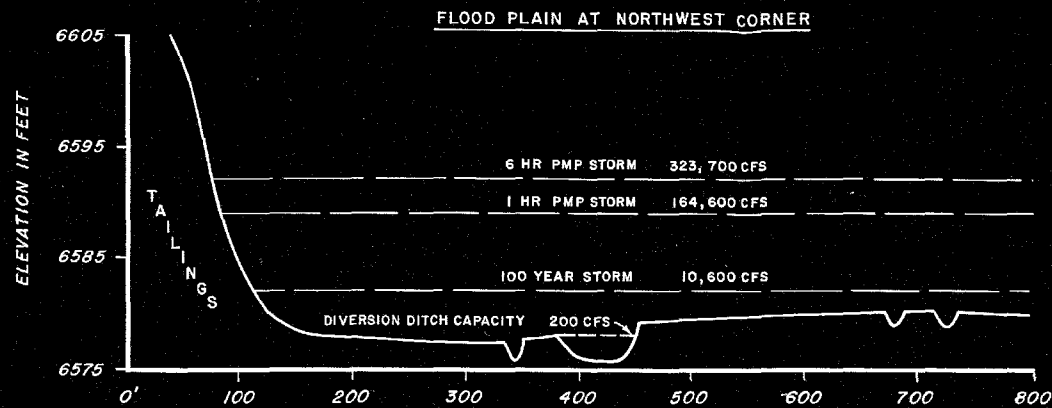 FLOOD PLAIN AT NORTHWEST CORNER
ELEVATION IN FEET
6605
6595
6585
6575
TAILINGS
6 HR PMP STORM 323,700 CFS
1 HR PMP STORM 164,600 CFS
100 YEAR STORM 10,600 CFS
DIVERSION DITCH CAPACITY 200 CFS
0' 100 200 300 400 500 600 700 800